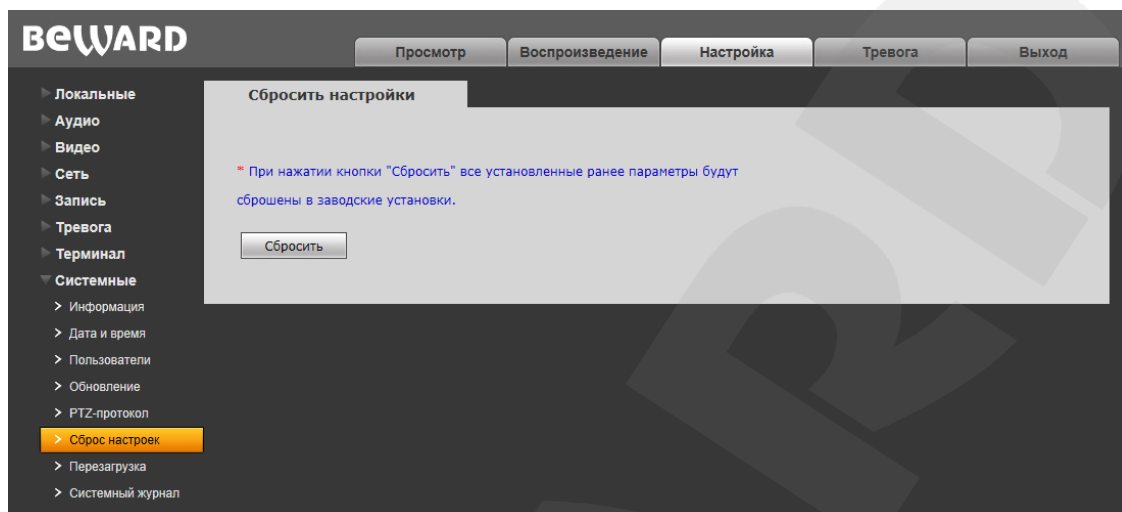 BEWARD
Просмотр
Воспроизведение
Настройка
Тревога
Выход
Локальные
Аудио
Видео
Сеть
Запись
Тревога
Терминал
Системные
Информация
Дата и время
Пользователи
Обновление
PTZ-протокол
Сброс настроек
Перезагрузка
Системный журнал
Сбросить настройки
* При нажатии кнопки "Сбросить" все установленные ранее параметры будут
сброшены в заводские установки.
Сбросить